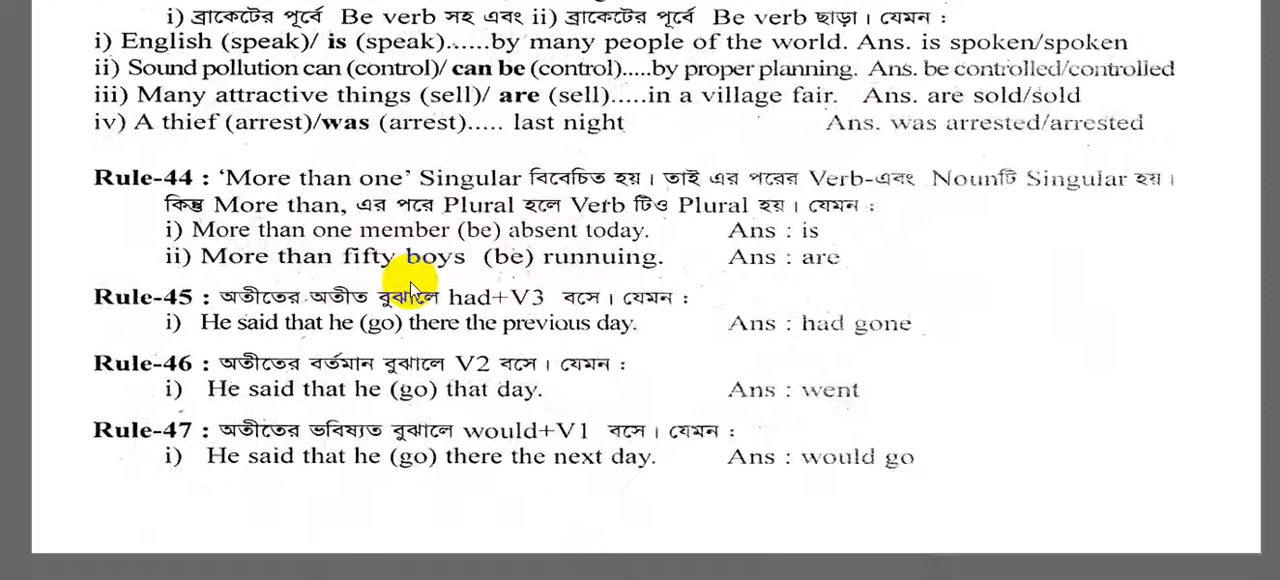 i) ব্রাকেটের পূর্বে Be verb সহ এবং ii) ব্রাকেটের পূর্বে Be verb ছাড়া। যেমন :
i) English (speak)/ is (speak)......by many people of the world. Ans. is spoken/spoken
ii) Sound pollution can (control)/ can be (control).....by proper planning. Ans. be controlled/controlled
iii) Many attractive things (sell)/ are (sell).....in a village fair. Ans. are sold/sold
iv) A thief (arrest)/was (arrest)..... last night Ans. was arrested/arrested
Rule-44 : ‘More than one’ Singular বিবেচিত হয়। তাই এর পরের Verb-এবং Nounটি Singular হয়।
কিন্তু More than, এর পরে Plural হলে Verb টিও Plural হয়। যেমন :
i) More than one member (be) absent today. Ans : is
ii) More than fifty boys (be) runnuing. Ans : are
Rule-45 : অতীতের অতীত বুঝালে had+V3 বসে। যেমন :
i) He said that he (go) there the previous day. Ans : had gone
Rule-46 : অতীতের বর্তমান বুঝালে V2 বসে। যেমন :
i) He said that he (go) that day. Ans : went
Rule-47 : অতীতের ভবিষ্যত বুঝালে would+V1 বসে। যেমন :
i) He said that he (go) there the next day. Ans : would go